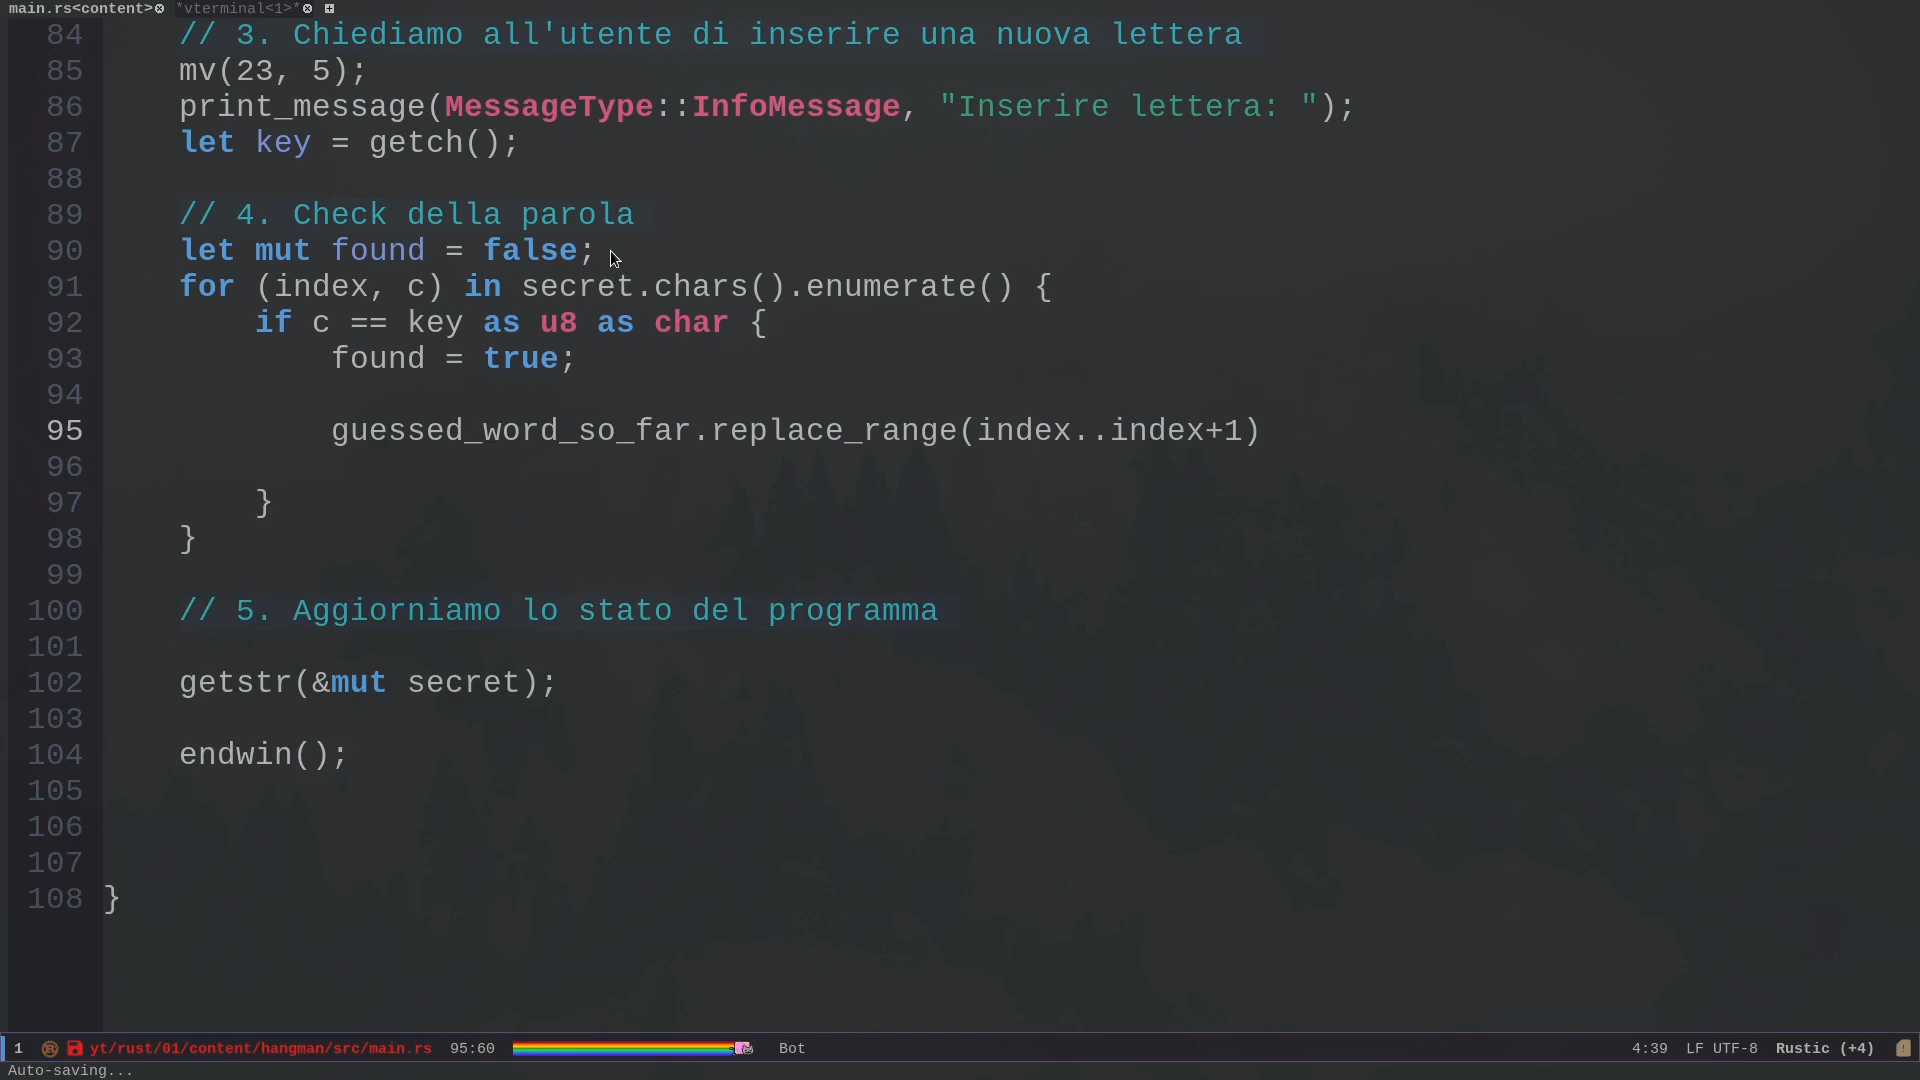 main.rs<content> *vterminal<1>*
84 // 3. Chiediamo all'utente di inserire una nuova lettera
85 mv(23, 5);
86 print_message(MessageType::InfoMessage, "Inserire lettera: ");
87 let key = getch();
88
89 // 4. Check della parola
90 let mut found = false;
91 for (index, c) in secret.chars().enumerate() {
92 if c == key as u8 as char {
93 found = true;
94
95 guessed_word_so_far.replace_range(index..index+1)
96
97 }
98 }
99
100 // 5. Aggiorniamo lo stato del programma
101
102 getstr(&mut secret);
103
104 endwin();
105
106
107
108 }
1 yt/rust/01/content/hangman/src/main.rs 95:60 Bot 4:39 LF UTF-8 Rustic (+4)
Auto-saving...